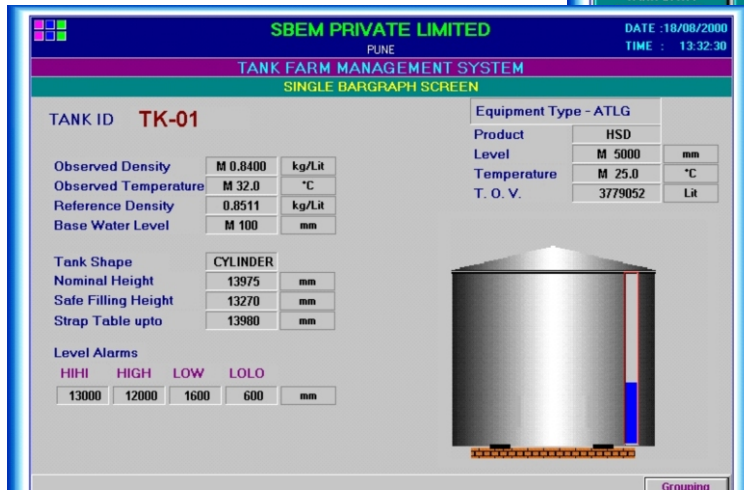 SBEM PRIVATE LIMITED
PUNE
DATE :18/08/2000
TIME : 13:32:30
TANK FARM MANAGEMENT SYSTEM
SINGLE BARGRAPH SCREEN
TANK ID TK-01
Equipment Type - ATLG
Product HSD
Level M 5000 mm
Temperature M 25.0 °C
T. O. V. 3779052 Lit
Observed Density M 0.8400 kg/Lit
Observed Temperature M 32.0 °C
Reference Density 0.8511 kg/Lit
Base Water Level M 100 mm
Tank Shape CYLINDER
Nominal Height 13975 mm
Safe Filling Height 13270 mm
Strap Table upto 13980 mm
Level Alarms
HIHI HIGH LOW LOLO
13000 12000 1600 600 mm
Grouping